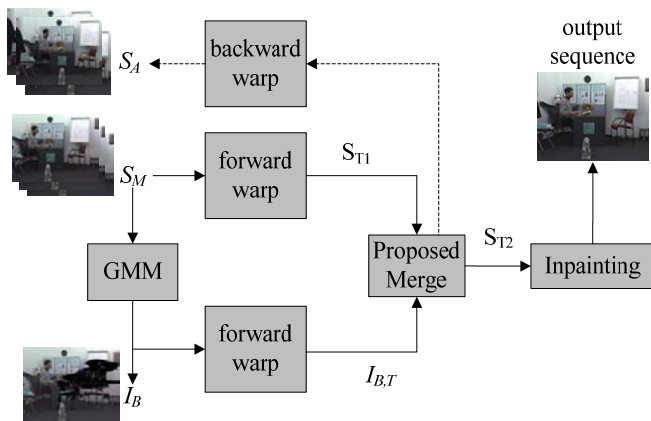 output
sequence
backward
warp
S_A
S_M
forward
warp
S_T1
GMM
Proposed
Merge
S_T2
Inpainting
forward
warp
I_B,T
I_B